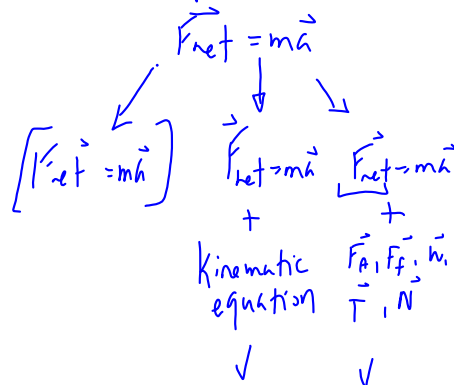 F⃗net = ma⃗
[F⃗net = ma⃗]
F⃗net = ma⃗
+
Kinematic
equation
✓
F⃗net = ma⃗
+
F⃗A, F⃗f, w⃗,
T⃗, N⃗
✓